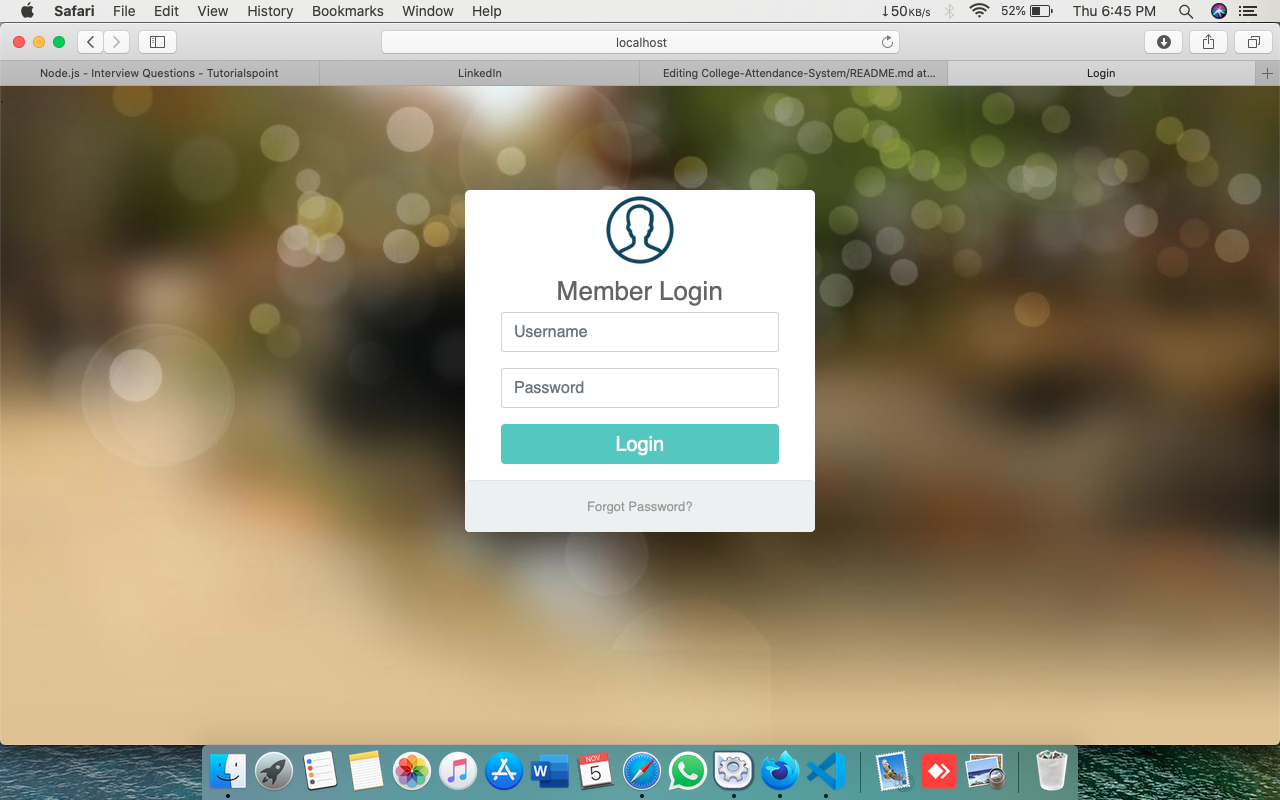 Safari File Edit View History Bookmarks Window Help ↓50KB/s 52% Thu 6:45 PM
localhost
Node.js - Interview Questions - Tutorialspoint LinkedIn Editing College-Attendance-System/README.md at... Login
Member Login
Username
Password
Login
Forgot Password?
W NOV
5